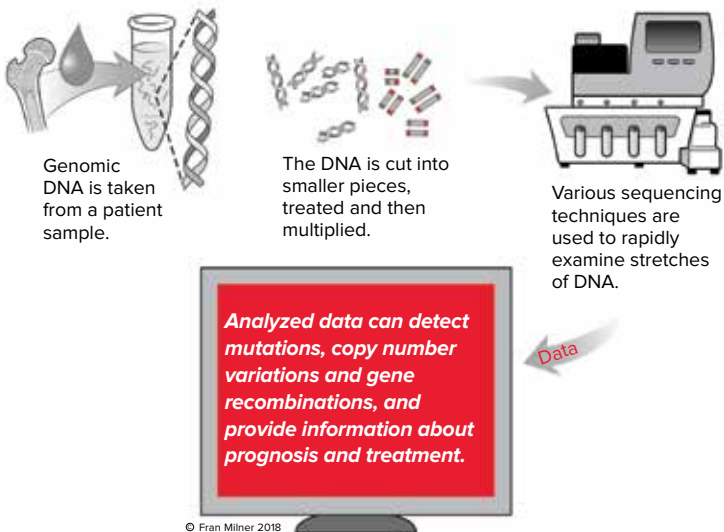 Genomic
DNA is taken
from a patient
sample.
The DNA is cut into
smaller pieces,
treated and then
multiplied.
Various sequencing
techniques are
used to rapidly
examine stretches
of DNA.
Data
Analyzed data can detect
mutations, copy number
variations and gene
recombinations, and
provide information about
prognosis and treatment.
© Fran Milner 2018